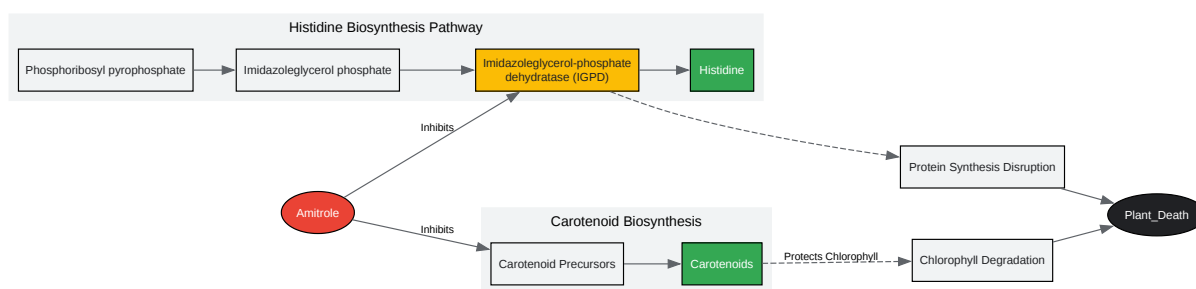 Histidine Biosynthesis Pathway
Phosphoribosyl pyrophosphate
Imidazoleglycerol phosphate
Imidazoleglycerol-phosphate
dehydratase (IGPD)
Histidine
Inhibits
Protein Synthesis Disruption
Amitrole
Plant_Death
Inhibits
Carotenoid Biosynthesis
Carotenoid Precursors
Carotenoids
Protects Chlorophyll
Chlorophyll Degradation